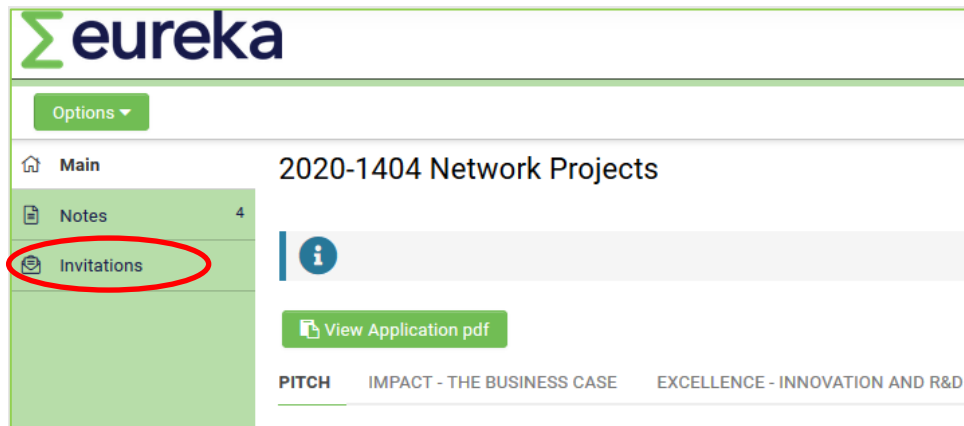 eureka
Options
Main
2020-1404 Network Projects
Notes 4
Invitations
View Application pdf
PITCH IMPACT - THE BUSINESS CASE EXCELLENCE - INNOVATION AND R&D